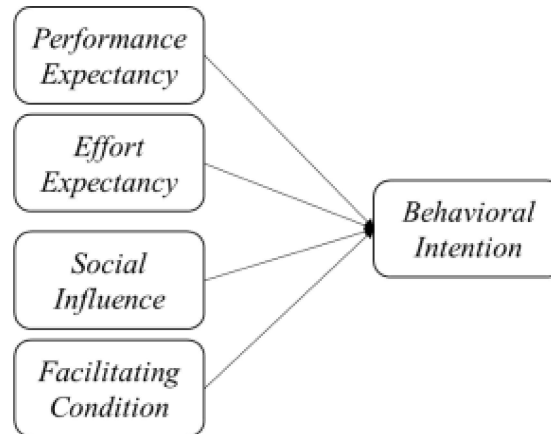 Performance
Expectancy
Effort
Expectancy
Social
Influence
Facilitating
Condition
Behavioral
Intention